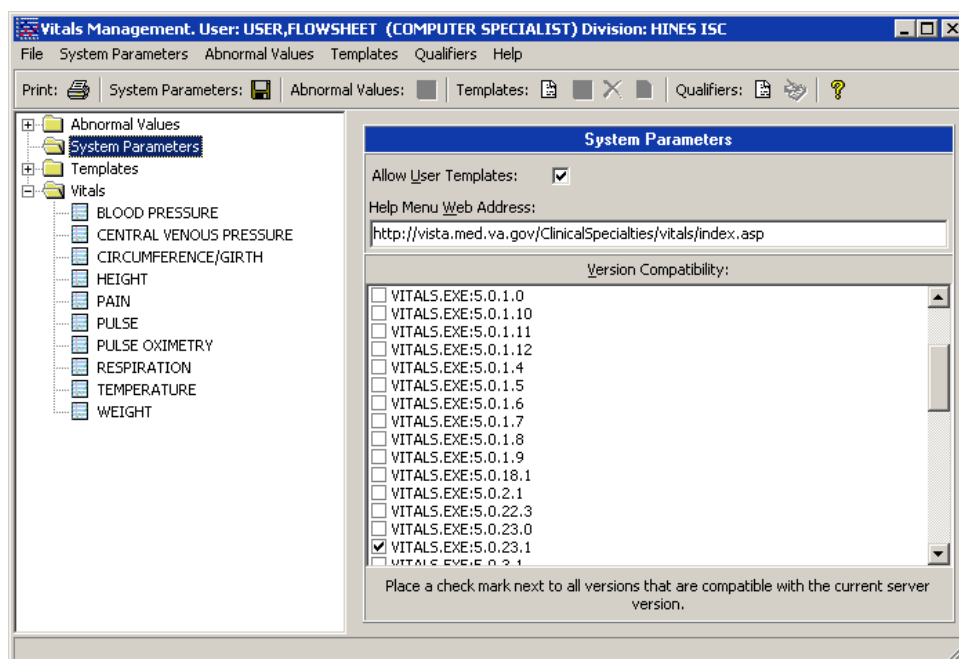 Vitals Management. User: USER,FLOWSHEET (COMPUTER SPECIALIST) Division: HINES ISC
File System Parameters Abnormal Values Templates Qualifiers Help
Print: System Parameters: Abnormal Values: Templates: Qualifiers:
Abnormal Values
System Parameters
Templates
Vitals
BLOOD PRESSURE
CENTRAL VENOUS PRESSURE
CIRCUMFERENCE/GIRTH
HEIGHT
PAIN
PULSE
PULSE OXIMETRY
RESPIRATION
TEMPERATURE
WEIGHT
System Parameters
Allow User Templates:
Help Menu Web Address:
http://vista.med.va.gov/ClinicalSpecialties/vitals/index.asp
Version Compatibility:
VITALS.EXE:5.0.1.0
VITALS.EXE:5.0.1.10
VITALS.EXE:5.0.1.11
VITALS.EXE:5.0.1.12
VITALS.EXE:5.0.1.4
VITALS.EXE:5.0.1.5
VITALS.EXE:5.0.1.6
VITALS.EXE:5.0.1.7
VITALS.EXE:5.0.1.8
VITALS.EXE:5.0.1.9
VITALS.EXE:5.0.18.1
VITALS.EXE:5.0.2.1
VITALS.EXE:5.0.22.3
VITALS.EXE:5.0.23.0
VITALS.EXE:5.0.23.1
Place a check mark next to all versions that are compatible with the current server
version.